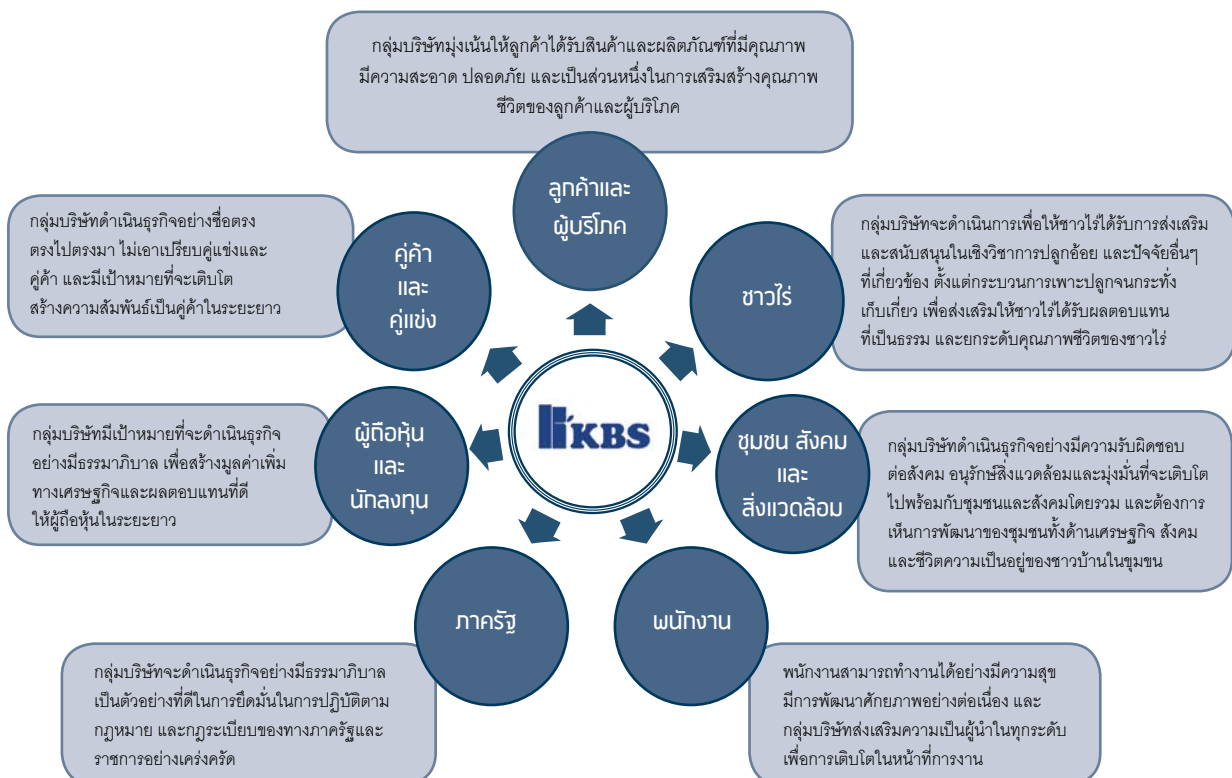 กลุ่มบริษัทมุ่งเน้นให้ลูกค้าได้รับสินค้าและผลิตภัณฑ์ที่มีคุณภาพ
มีความสะอาด ปลอดภัย และเป็นส่วนหนึ่งในการเสริมสร้างคุณภาพ
ชีวิตของลูกค้าและผู้บริโภค
ลูกค้าและ
ผู้บริโภค
กลุ่มบริษัทดำเนินธุรกิจอย่างซื่อตรง
ตรงไปตรงมา ไม่เอาเปรียบคู่แข่งและ
คู่ค้า และมีเป้าหมายที่จะเติบโต
สร้างความสัมพันธ์เป็นคู่ค้าในระยะยาว
คู่ค้า
และ
คู่แข่ง
ชาวไร่
กลุ่มบริษัทจะดำเนินการเพื่อให้ชาวไร่ได้รับการส่งเสริม
และสนับสนุนในเชิงวิชาการปลูกอ้อย และปัจจัยอื่นๆ
ที่เกี่ยวข้อง ตั้งแต่กระบวนการเพาะปลูกจนกระทั่ง
เก็บเกี่ยว เพื่อส่งเสริมให้ชาวไร่ได้รับผลตอบแทน
ที่เป็นธรรม และยกระดับคุณภาพชีวิตของชาวไร่
กลุ่มบริษัทมีเป้าหมายที่จะดำเนินธุรกิจ
อย่างมีธรรมาภิบาล เพื่อสร้างมูลค่าเพิ่ม
ทางเศรษฐกิจและผลตอบแทนที่ดี
ให้ผู้ถือหุ้นในระยะยาว
ผู้ถือหุ้น
และ
นักลงทุน
KBS
ชุมชน สังคม
และ
สิ่งแวดล้อม
กลุ่มบริษัทดำเนินธุรกิจอย่างมีความรับผิดชอบ
ต่อสังคม อนุรักษ์สิ่งแวดล้อมและมุ่งมั่นที่จะเติบโต
ไปพร้อมกับชุมชนและสังคมโดยรวม และต้องการ
เห็นการพัฒนาของชุมชนทั้งด้านเศรษฐกิจ สังคม
และชีวิตความเป็นอยู่ของชาวบ้านในชุมขน
ภาครัฐ
พนักงาน
กลุ่มบริษัทจะดำเนินธุรกิจอย่างมีธรรมาภิบาล
เป็นตัวอย่างที่ดีในการยึดมั่นในการปฏิบัติตาม
กฎหมาย และกฎระเบียบของทางภาครัฐและ
ราชการอย่างเคร่งครัด
พนักงานสามารถทำงานได้อย่างมีความสุข
มีการพัฒนาศักยภาพอย่างต่อเนื่อง และ
กลุ่มบริษัทส่งเสริมความเป็นผู้นำในทุกระดับ
เพื่อการเติบโตในหน้าที่การงาน